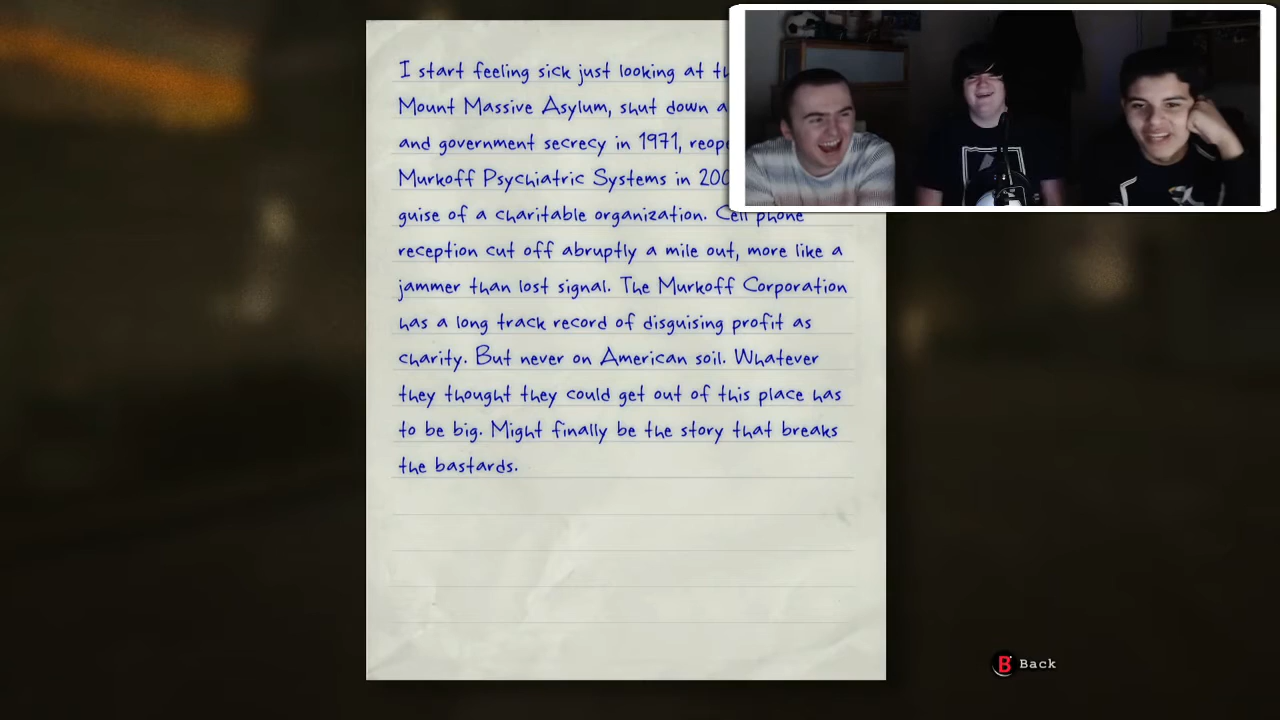 I start feeling sick just looking at
Mount Massive Asylum, shut down
and government secrecy in 1971,
Murkoff Psychiatric Systems in
guise of a charitable organization. Cell phone
reception cut off abruptly a mile out, more like a
jammer than lost signal. The Murkoff Corporation
has a long track record of disguising profit as
charity. But never on American soil. Whatever
they thought they could get out of this place has
to be big. Might finally be the story that breaks
the bastards.
B Back